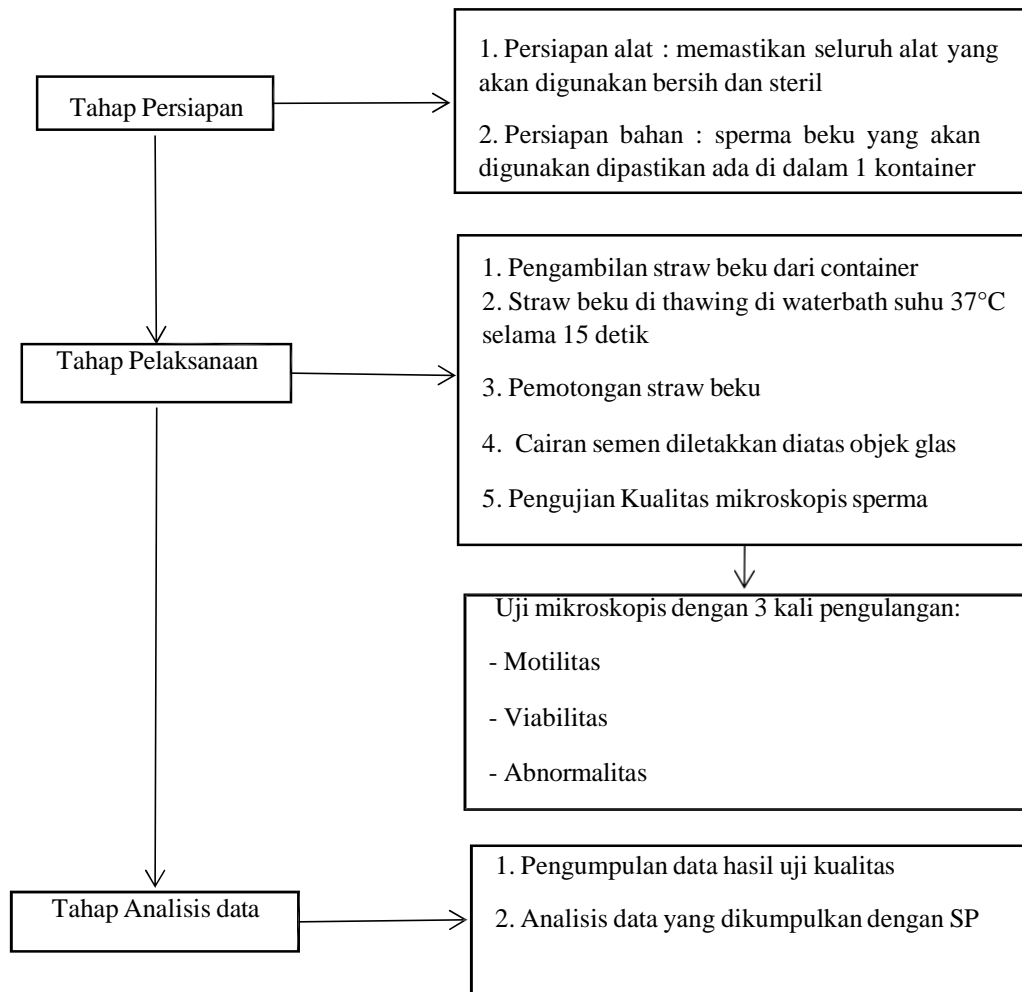 Tahap Persiapan
1. Persiapan alat : memastikan seluruh alat yang
akan digunakan bersih dan steril
2. Persiapan bahan : sperma beku yang akan
digunakan dipastikan ada di dalam 1 kontainer
Tahap Pelaksanaan
1. Pengambilan straw beku dari container
2. Straw beku di thawing di waterbath suhu 37°C
selama 15 detik
3. Pemotongan straw beku
4. Cairan semen diletakkan diatas objek glas
5. Pengujian Kualitas mikroskopis sperma
Uji mikroskopis dengan 3 kali pengulangan:
- Motilitas
- Viabilitas
- Abnormalitas
Tahap Analisis data
1. Pengumpulan data hasil uji kualitas
2. Analisis data yang dikumpulkan dengan SP